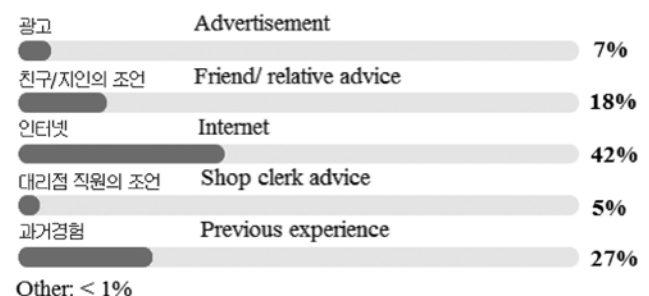 광고 Advertisement
7%
친구/지인의 조언 Friend/ relative advice
18%
인터넷 Internet
42%
대리점 직원의 조언 Shop clerk advice
5%
과거경험 Previous experience
27%
Other: < 1%